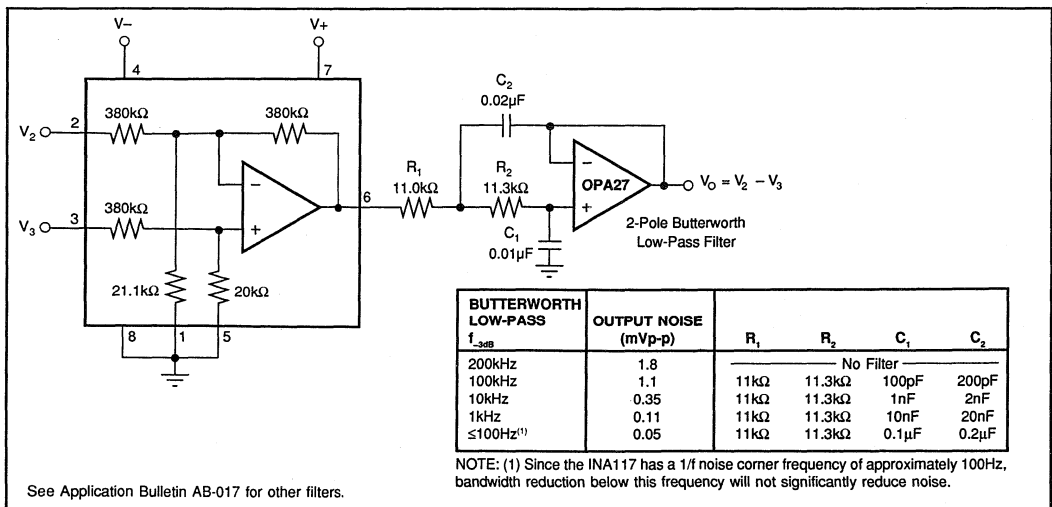 V– V+
4 7
380kΩ 380kΩ
V2 2
V3 3
380kΩ
6
21.1kΩ 20kΩ
8 1 5
C2
0.02µF
R1
11.0kΩ
R2
11.3kΩ
– OPA27 +
C1
0.01µF
VO = V2 – V3
2-Pole Butterworth
Low-Pass Filter
BUTTERWORTH
LOW-PASS OUTPUT NOISE
f–3dB (mVp-p) R1 R2 C1 C2
200kHz 1.8 No Filter
100kHz 1.1 11kΩ 11.3kΩ 100pF 200pF
10kHz 0.35 11kΩ 11.3kΩ 1nF 2nF
1kHz 0.11 11kΩ 11.3kΩ 10nF 20nF
≤100Hz(1) 0.05 11kΩ 11.3kΩ 0.1µF 0.2µF
NOTE: (1) Since the INA117 has a 1/f noise corner frequency of approximately 100Hz,
bandwidth reduction below this frequency will not significantly reduce noise.
See Application Bulletin AB-017 for other filters.